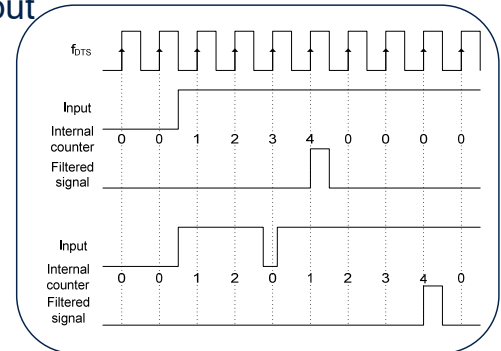 out
fDTS
Input
Internal
counter
0 0 1 2 3 4 0 0 0 0
Filtered
signal
Input
Internal
counter
0 0 1 2 0 1 2 3 4 0
Filtered
signal